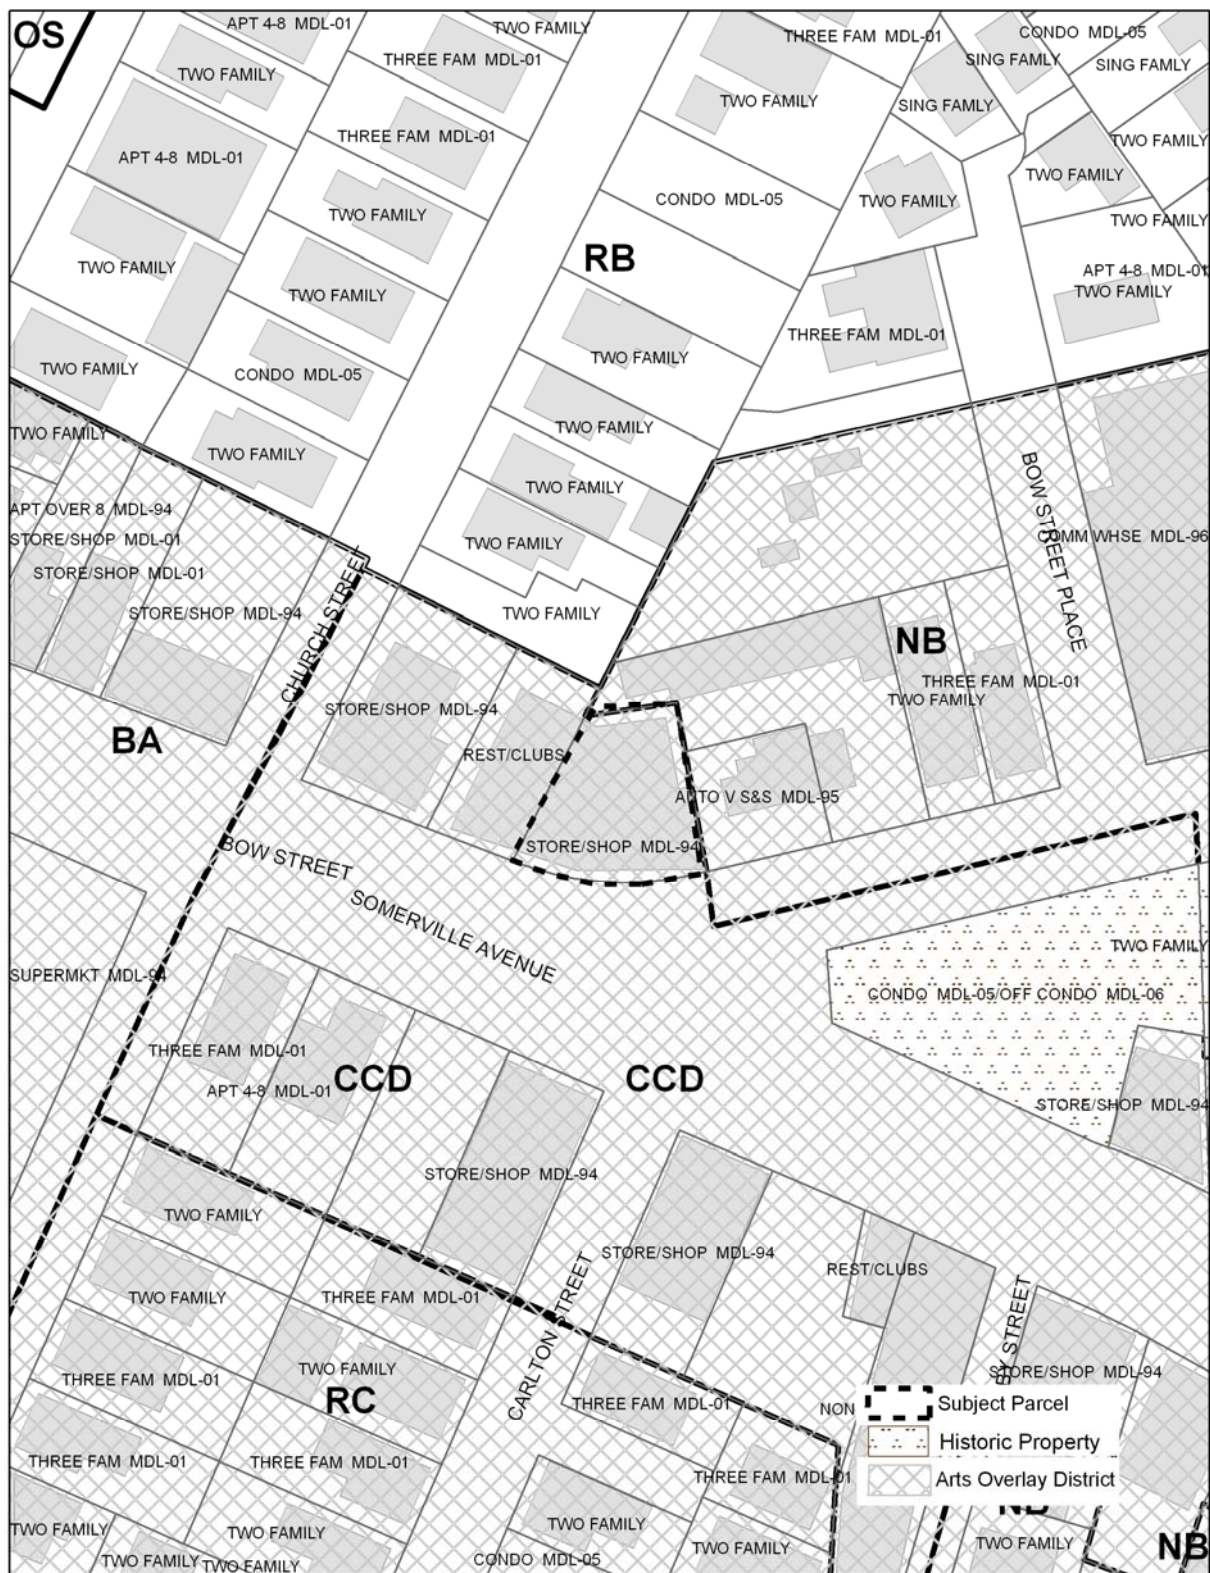 OS
APT 4-8 MDL-01
TWO FAMILY
THREE FAM MDL-01
CONDO MDL-05
TWO FAMILY
THREE FAM MDL-01
SING FAMLY
SING FAMLY
TWO FAMILY
TWO FAMILY
SING FAMLY
THREE FAM MDL-01
TWO FAMILY
APT 4-8 MDL-01
TWO FAMILY
TWO FAMILY
CONDO MDL-05
TWO FAMILY
TWO FAMILY
TWO FAMILY
RB
TWO FAMILY
APT 4-8 MDL-01
TWO FAMILY
TWO FAMILY
THREE FAM MDL-01
TWO FAMILY
TWO FAMILY
CONDO MDL-05
TWO FAMILY
TWO FAMILY
TWO FAMILY
TWO FAMILY
APT OVER 8 MDL-94
STORE/SHOP MDL-01
TWO FAMILY
BOW STREET PLACE
COMM WHSE MDL-96
STORE/SHOP MDL-01
STORE/SHOP MDL-94
TWO FAMILY
CHURCH STREET
NB
THREE FAM MDL-01
TWO FAMILY
STORE/SHOP MDL-94
BA
REST/CLUBS
AUTO V S&S MDL-95
STORE/SHOP MDL-94
BOW STREET
SOMERVILLE AVENUE
TWO FAMILY
SUPERMKT MDL-94
CONDO MDL-05/OFF CONDO MDL-06
THREE FAM MDL-01
APT 4-8 MDL-01
CCD
CCD
STORE/SHOP MDL-94
STORE/SHOP MDL-94
TWO FAMILY
STORE/SHOP MDL-94
REST/CLUBS
TWO FAMILY
THREE FAM MDL-01
CARLTON STREET
BY STREET
TWO FAMILY
THREE FAM MDL-01
STORE/SHOP MDL-94
RC
THREE FAM MDL-01
NON
Subject Parcel
Historic Property
Arts Overlay District
THREE FAM MDL-01
THREE FAM MDL-01
THREE FAM MDL-01
NB
TWO FAMILY
TWO FAMILY
TWO FAMILY
TWO FAMILY
NB
TWO FAMILY
TWO FAMILY
CONDO MDL-05
TWO FAMILY